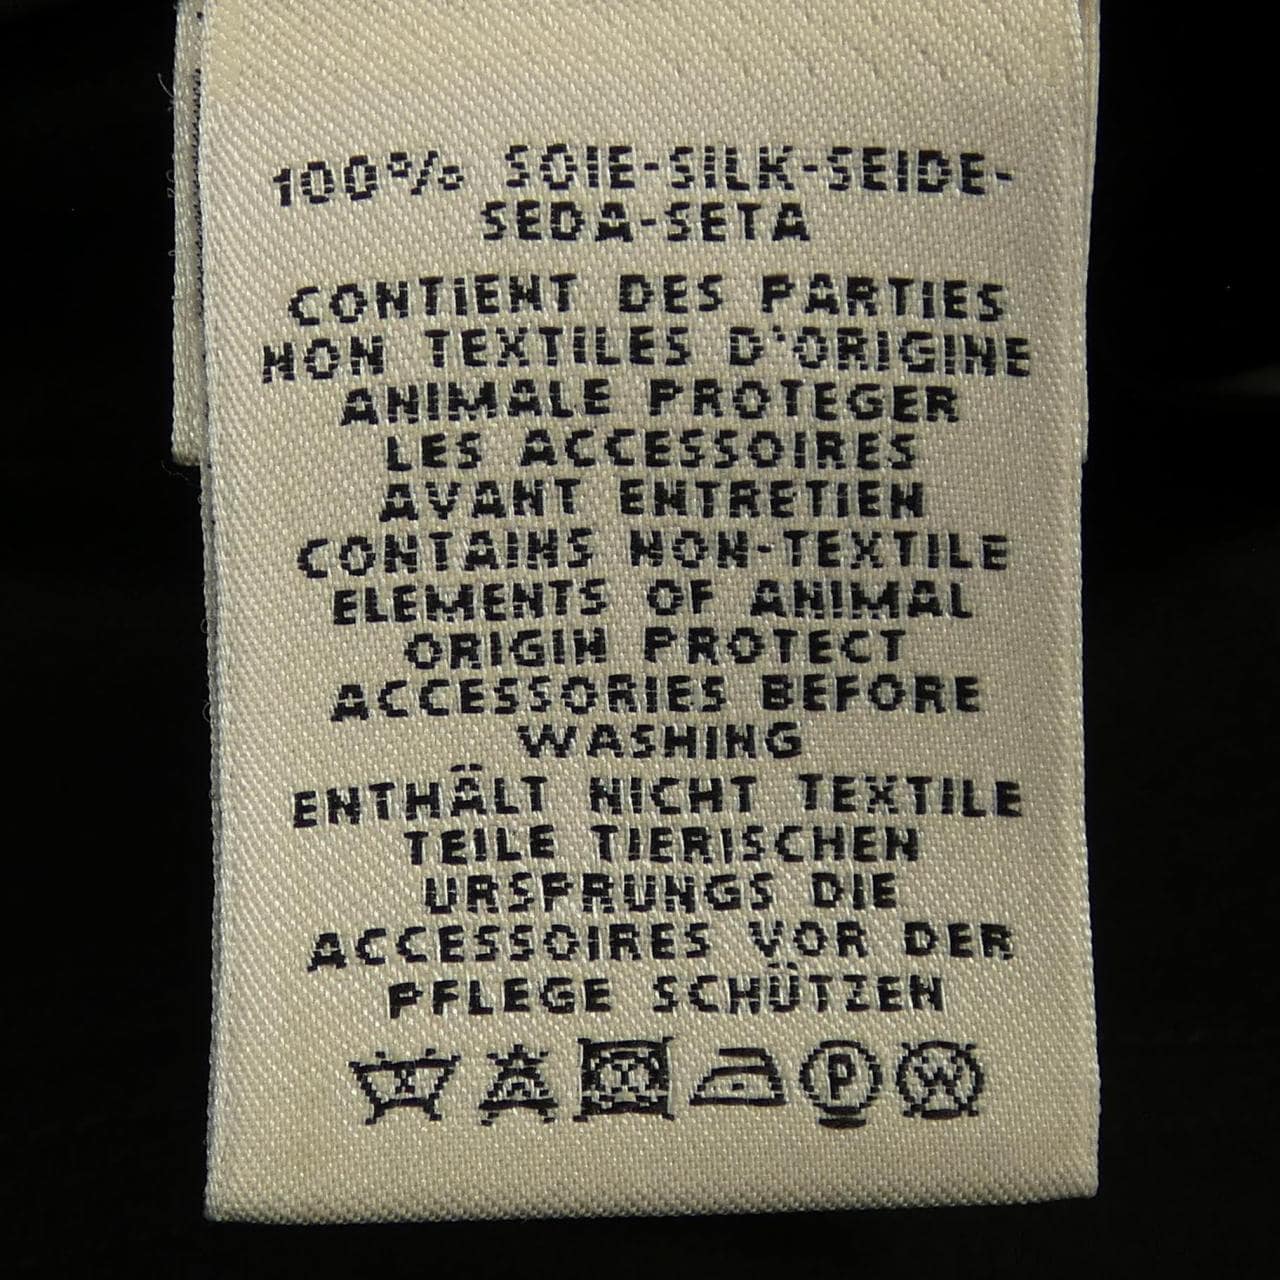 100% SOIE-SILK-SEIDE-
SEDA-SETA
CONTIENT DES PARTIES
NON TEXTILES D'ORIGINE
ANIMALE PROTEGER
LES ACCESSOIRES
AVANT ENTRETIEN
CONTAINS NON-TEXTILE
ELEMENTS OF ANIMAL
ORIGIN PROTECT
ACCESSORIES BEFORE
WASHING
ENTHÄLT NICHT TEXTILE
TEILE TIERISCHEN
URSPRUNGS DIE
ACCESSOIRES VOR DER
PFLEGE SCHÜTZEN
P W